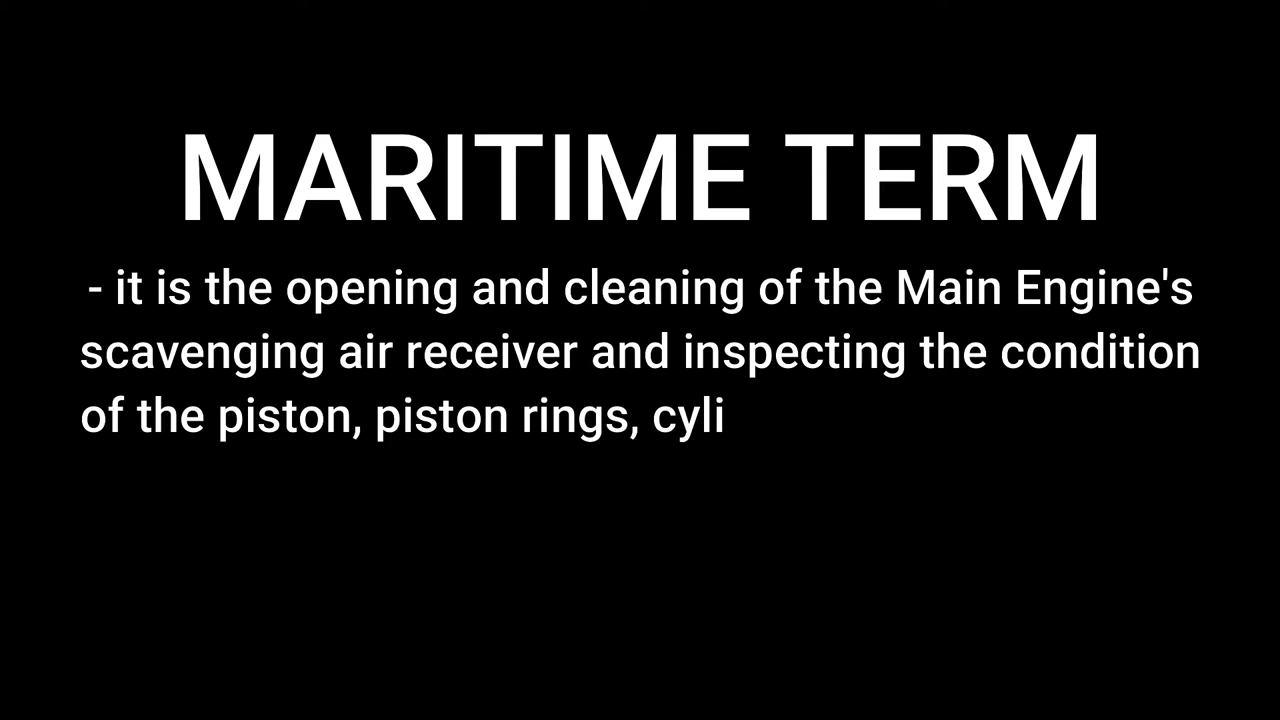 MARITIME TERM
- it is the opening and cleaning of the Main Engine's
scavenging air receiver and inspecting the condition
of the piston, piston rings, cyli